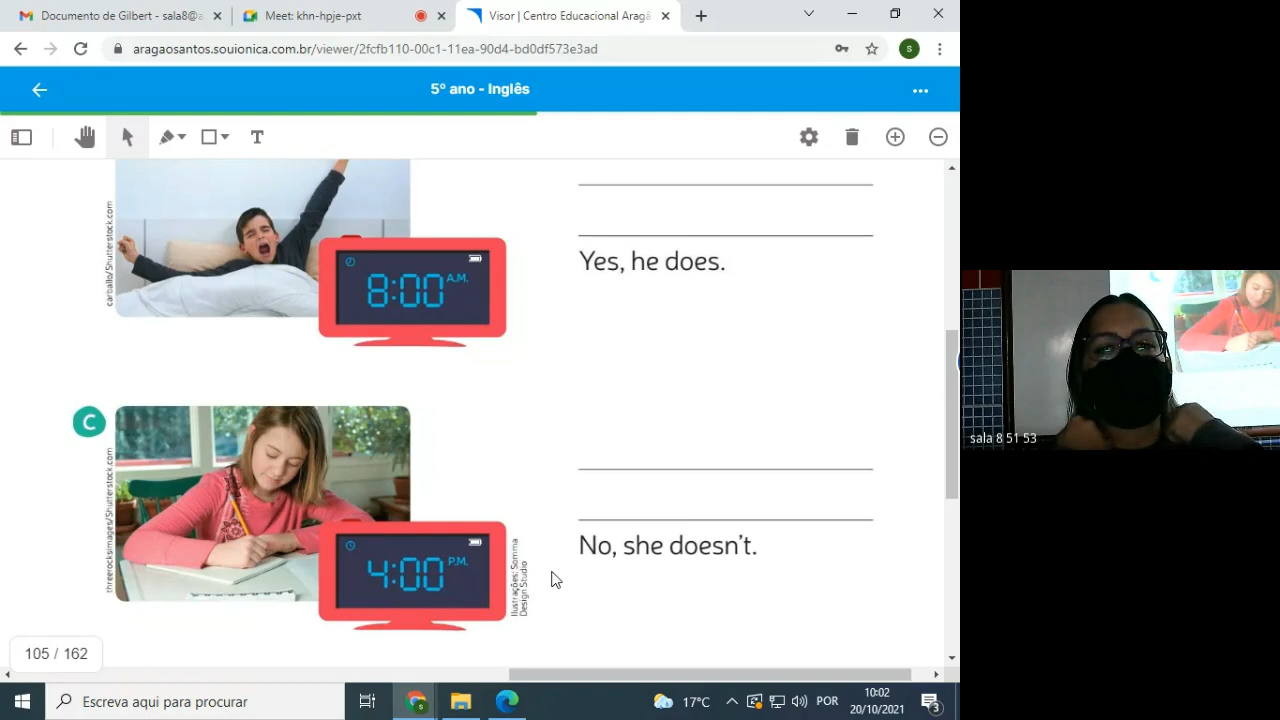 Documento de Gilbert - sala8@a
Meet: khn-hpje-pxt
Visor | Centro Educacional Aragã
aragaosantos.souionica.com.br/viewer/2fcfb110-00c1-11ea-90d4-bd0df573e3ad
S
5º ano - Inglês
T
carballo/Shutterstock.com
8:00 A.M.
Yes, he does.
C
threerocksimages/Shutterstock.com
4:00 P.M.
Ilustrações: Somma
Design Studio
No, she doesn't.
sala 8 51 53
105 / 162
Escreva aqui para procurar
17°C
POR
10:02
20/10/2021
3